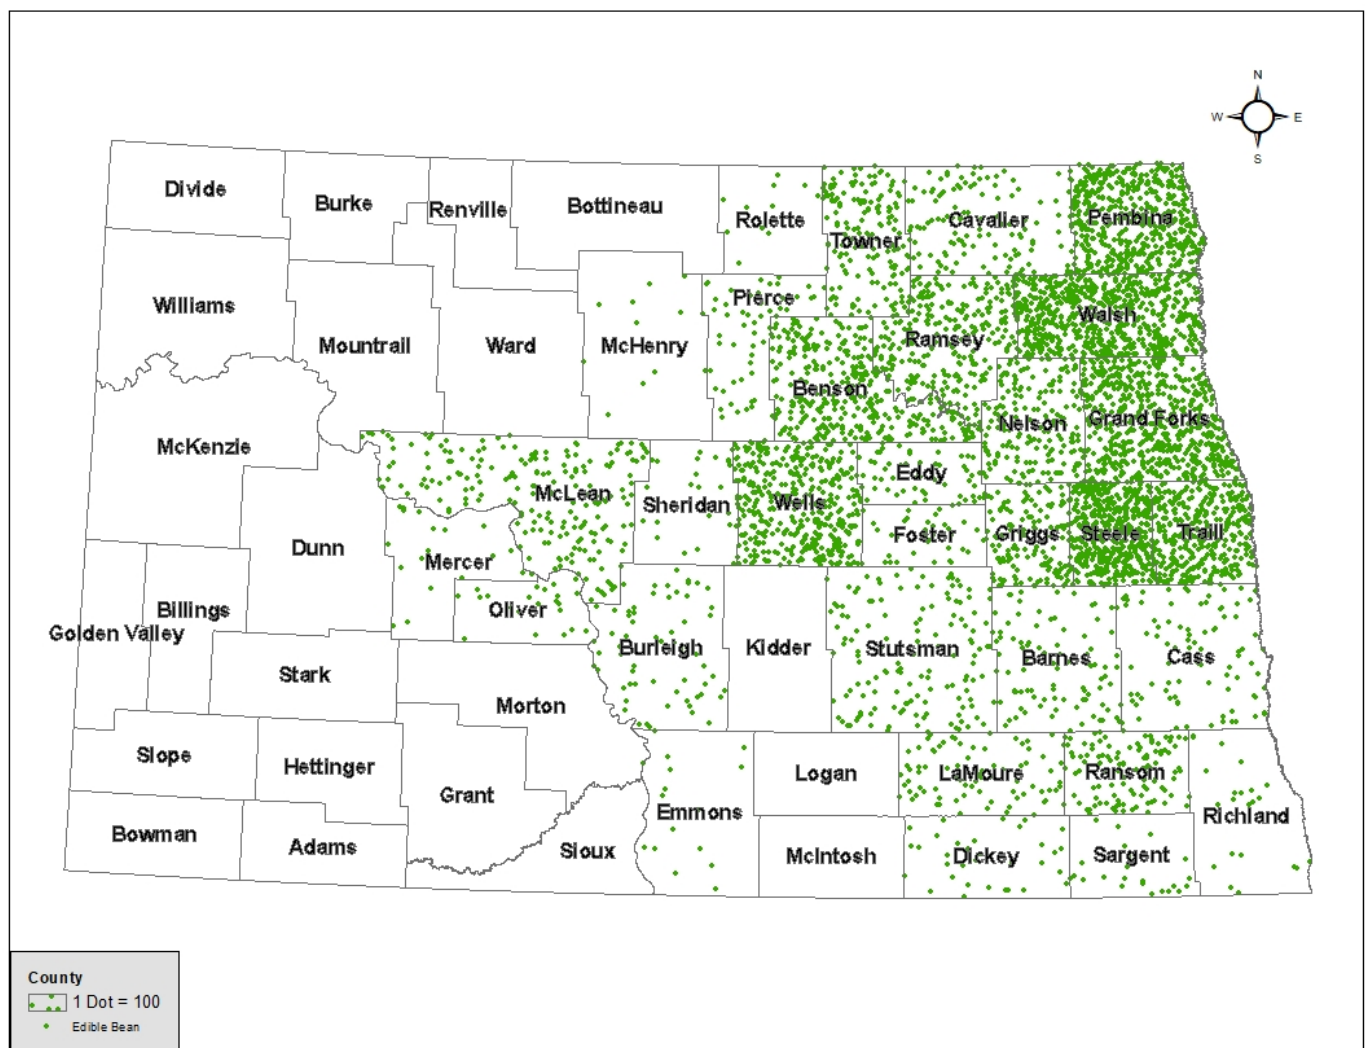 N
W E
S
Divide
Burke
Renville
Bottineau
Rolette
Towner
Cavalier
Pembina
Williams
Mountrail
Ward
McHenry
Pierce
Benson
Ramsey
Walsh
McKenzie
Nelson
Grand Forks
Dunn
McLean
Sheridan
Wells
Eddy
Mercer
Foster
Griggs
Steele
Traill
Golden Valley
Billings
Oliver
Burleigh
Kidder
Stutsman
Barnes
Cass
Stark
Morton
Slope
Hettinger
Grant
Emmons
Logan
LaMoure
Ransom
Richland
Bowman
Adams
Sioux
McIntosh
Dickey
Sargent
County
1 Dot = 100
Edible Bean